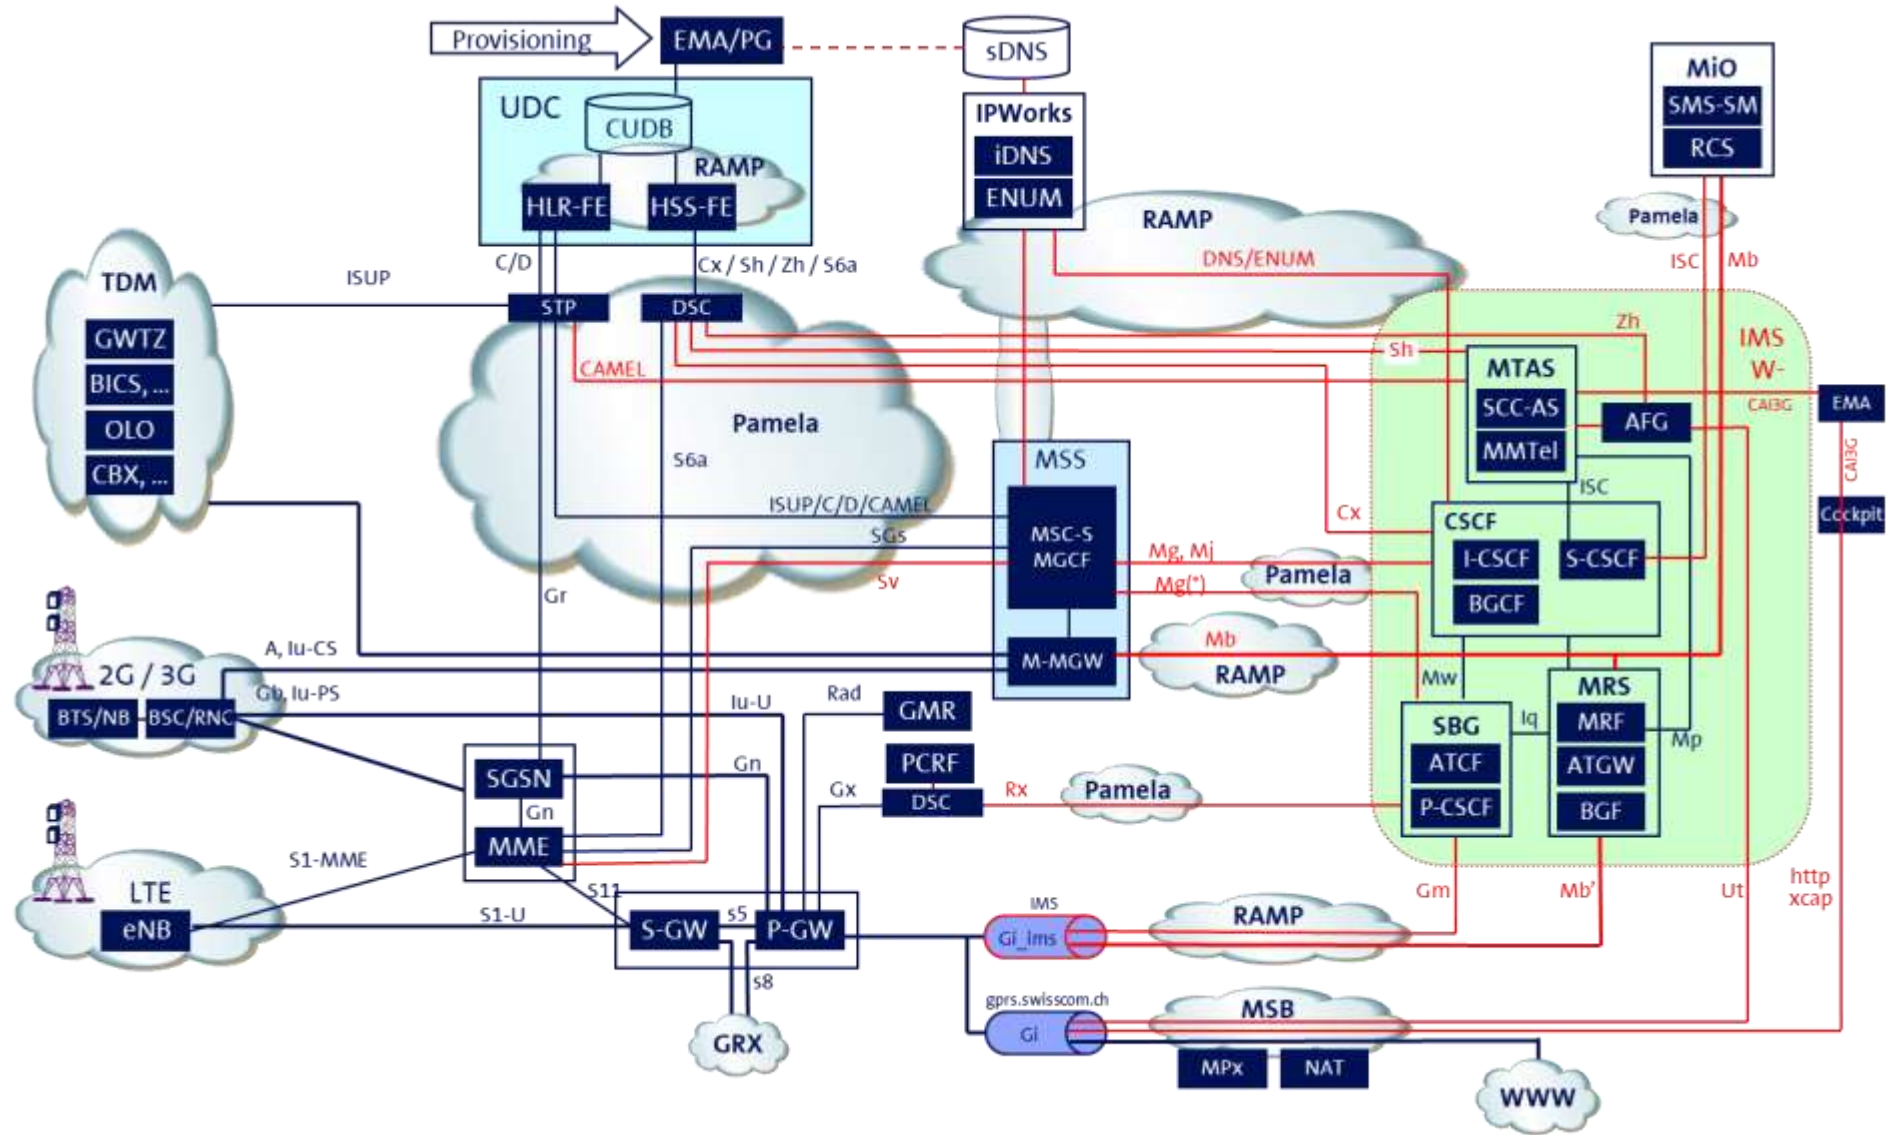 Provisioning
EMA/PG
sDNS
MiO
SMS-SM
RCS
UDC
CUDB
RAMP
HLR-FE
HSS-FE
IPWorks
iDNS
ENUM
RAMP
Pamela
DNS/ENUM
ISC
Mb
C/D
Cx / Sh / Zh / S6a
TDM
GWTZ
BICS, ...
OLO
CBX, ...
ISUP
STP
DSC
CAMEL
Pamela
S6a
ISUP/C/D/CAMEL
SGs
Sv
Gr
Zh
Sh
IMS
W-
CAI3G
EMA
CAI3G
Cockpit
MTAS
SCC-AS
MMTel
AFG
ISC
Cx
CSCF
I-CSCF
S-CSCF
BGCF
MSS
MSC-S
MGCF
M-MGW
Mg, Mj
Mg(*)
Pamela
Mb
RAMP
2G / 3G
BTS/NB
BSC/RNC
A, Iu-CS
Gb, Iu-PS
Iu-U
Rad
GMR
PCRF
DSC
Gx
Rx
Pamela
Mw
SBG
ATCF
P-CSCF
Iq
MRS
MRF
ATGW
BGF
Mp
SGSN
Gn
MME
Gn
LTE
eNB
S1-MME
S1-U
S11
S-GW
s5
P-GW
s8
GRX
IMS
Gi_ims
RAMP
Gm
Mb'
Ut
http
xcap
gprs.swisscom.ch
Gi
MSB
MPx
NAT
WWW